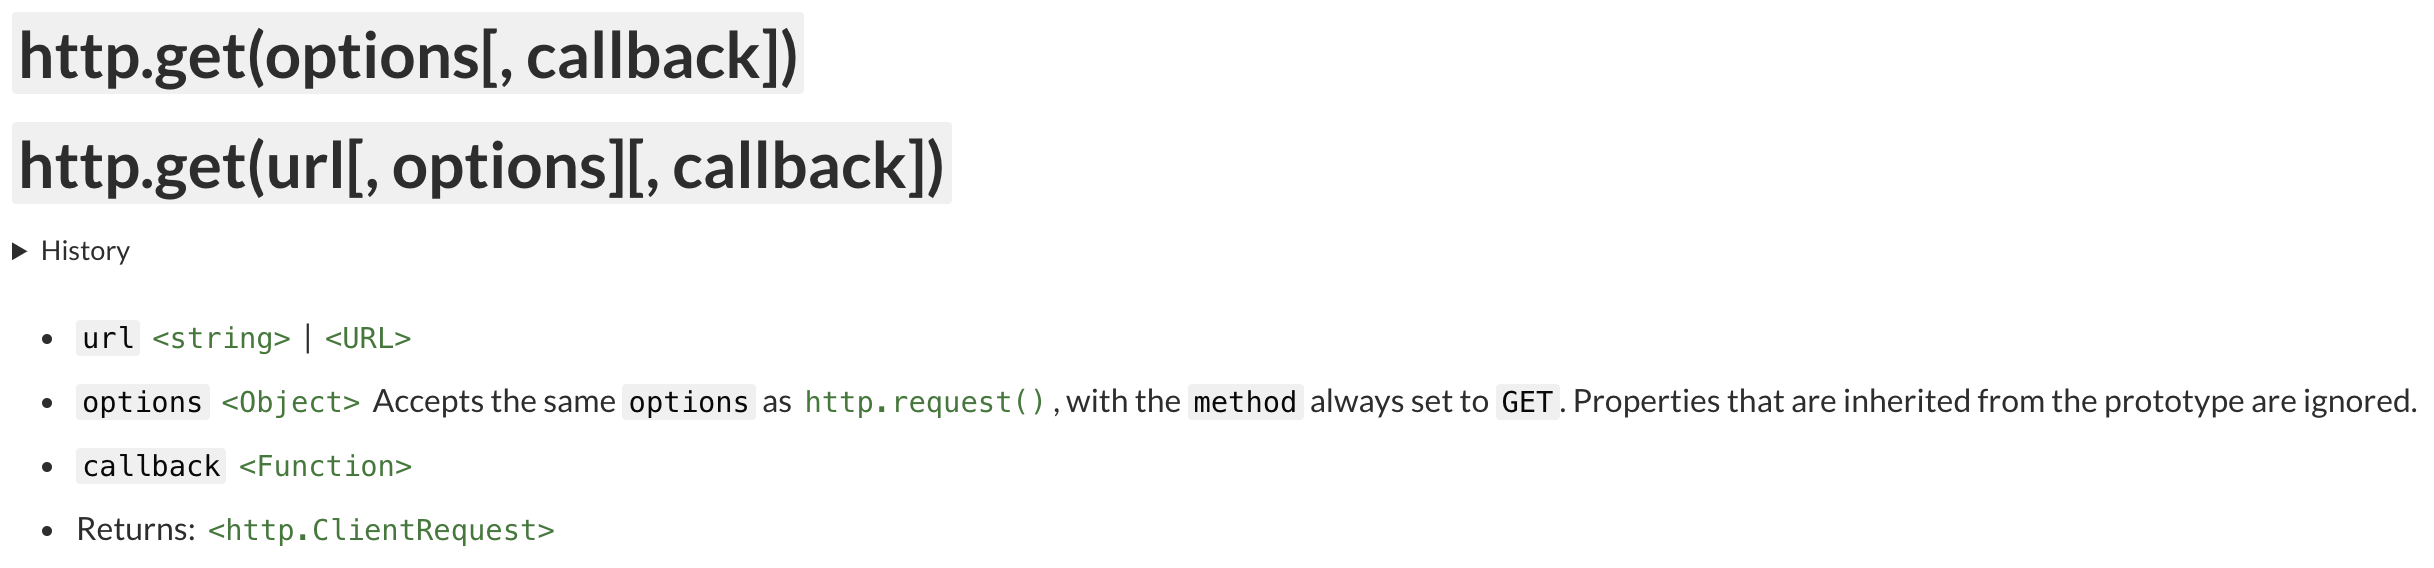 http.get(options[, callback])
http.get(url[, options][, callback])
History
url <string> | <URL>
options <Object> Accepts the same options as http.request(), with the method always set to GET. Properties that are inherited from the prototype are ignored.
callback <Function>
Returns: <http.ClientRequest>